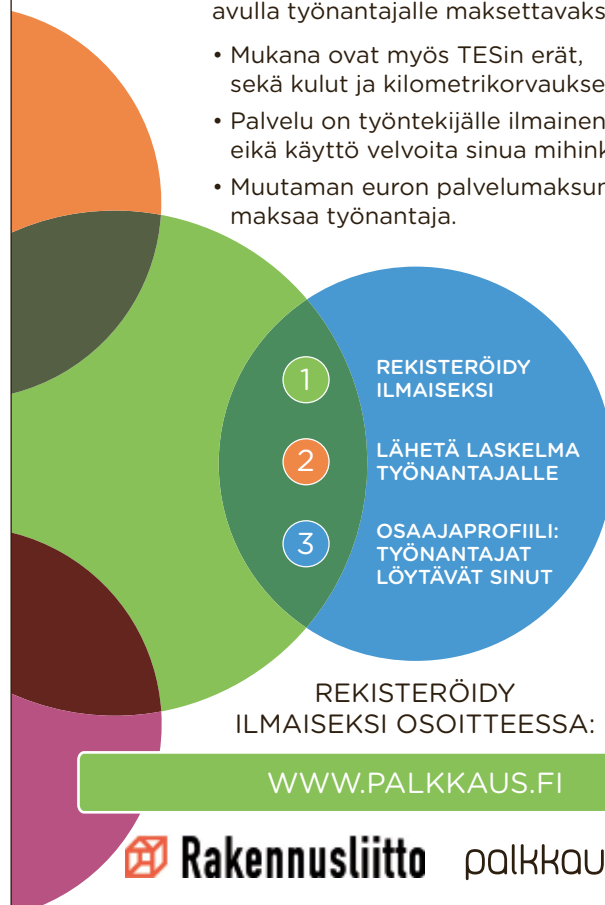 avulla työnantajalle maksettavaks
• Mukana ovat myös TESin erät,
sekä kulut ja kilometrikorvaukse
• Palvelu on työntekijälle ilmainen
eikä käyttö velvoita sinua mihink
• Muutaman euron palvelumaksun
maksaa työnantaja.
1 REKISTERÖIDY
ILMAISEKSI
2 LÄHETÄ LASKELMA
TYÖNANTAJALLE
3 OSAAJAPROFIILI:
TYÖNANTAJAT
LÖYTÄVÄT SINUT
REKISTERÖIDY
ILMAISEKSI OSOITTEESSA:
WWW.PALKKAUS.FI
Rakennusliitto palkkau